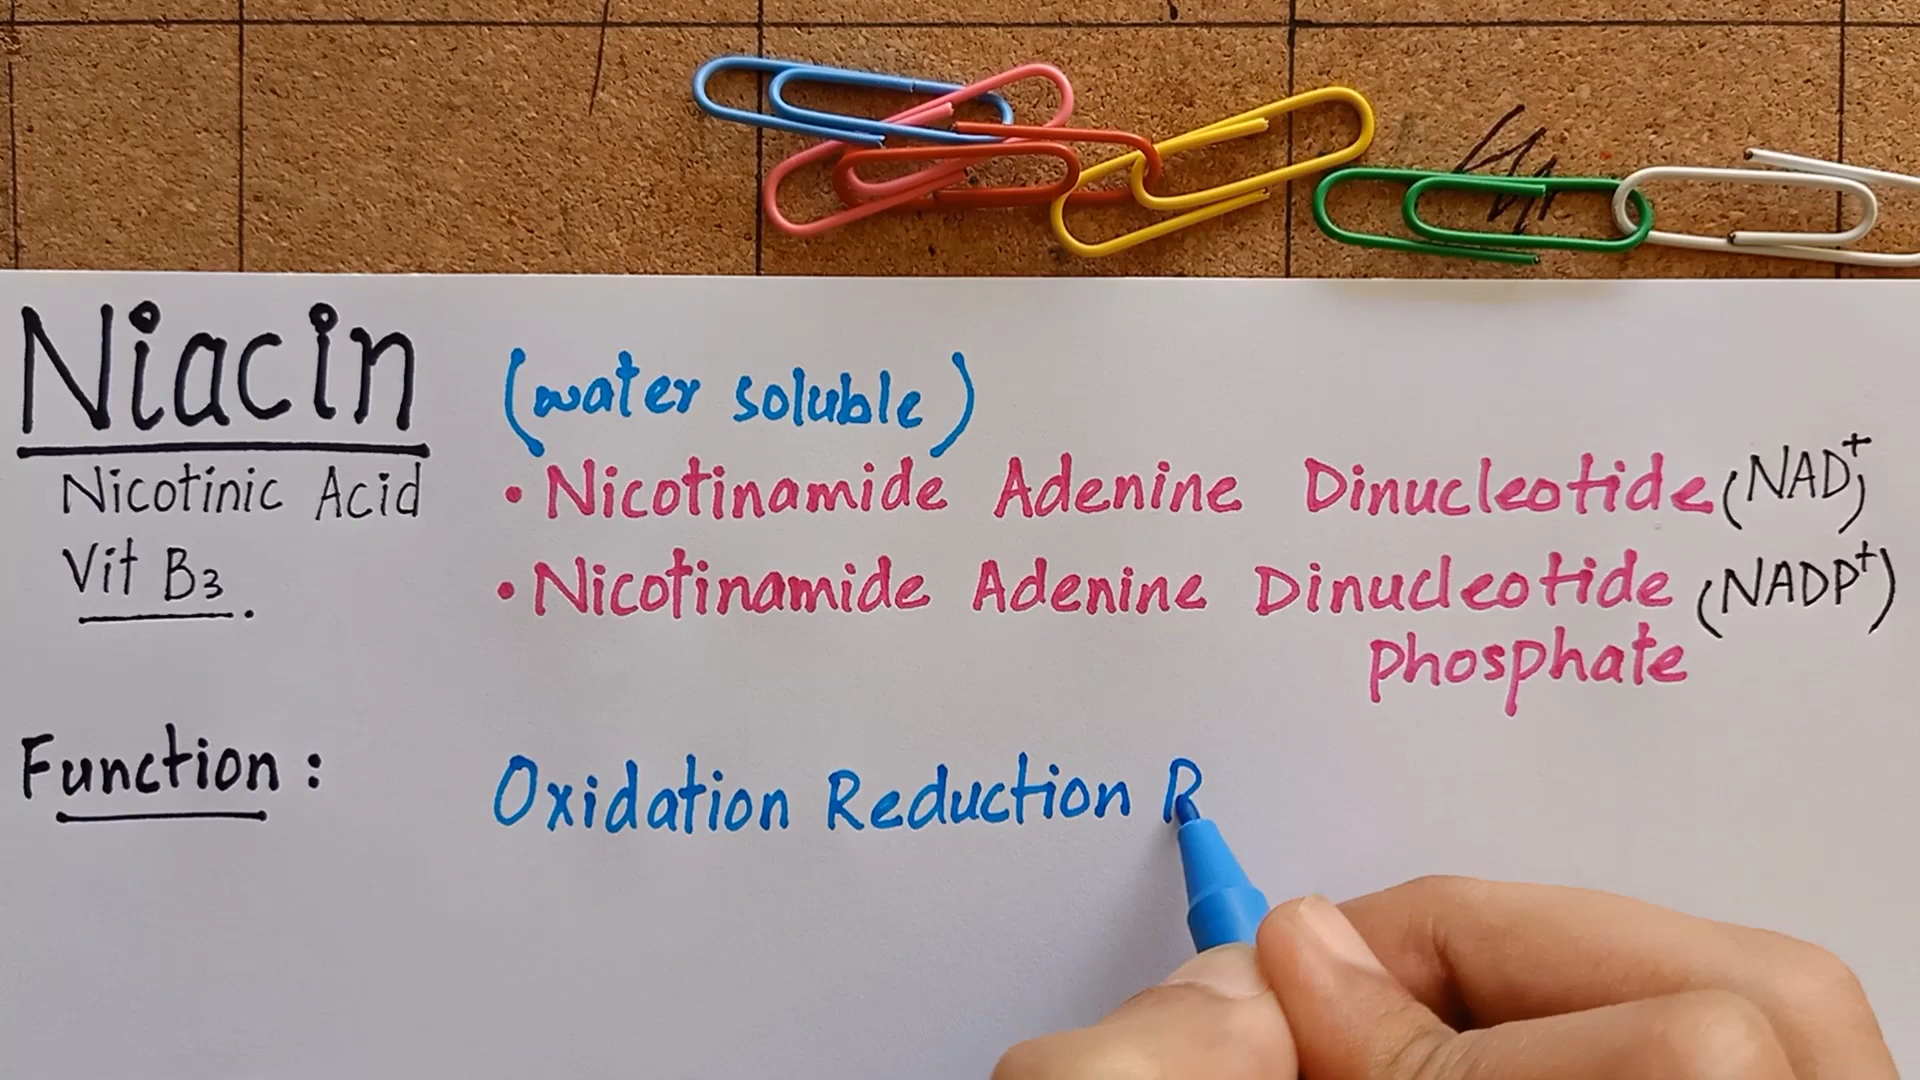 Niacin (water soluble)
Nicotinic Acid • Nicotinamide Adenine Dinucleotide (NAD⁺)
Vit B₃. • Nicotinamide Adenine Dinucleotide (NADP⁺)
phosphate
Function : Oxidation Reduction R